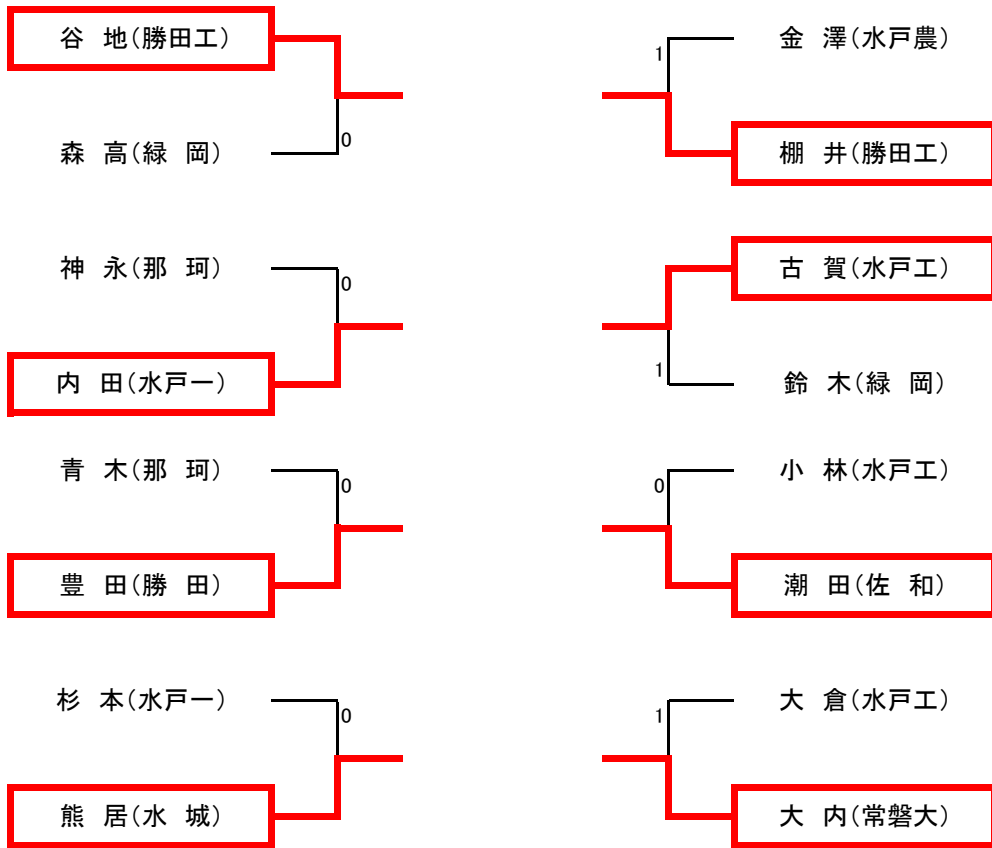 谷 地(勝田工)
0
森 高(緑 岡)
神 永(那 珂)
0
内 田(水戸一)
青 木(那 珂)
0
豊 田(勝 田)
杉 本(水戸一)
0
熊 居(水 城)
金 澤(水戸農)
1
棚 井(勝田工)
古 賀(水戸工)
1
鈴 木(緑 岡)
小 林(水戸工)
0
潮 田(佐 和)
大 倉(水戸工)
1
大 内(常磐大)